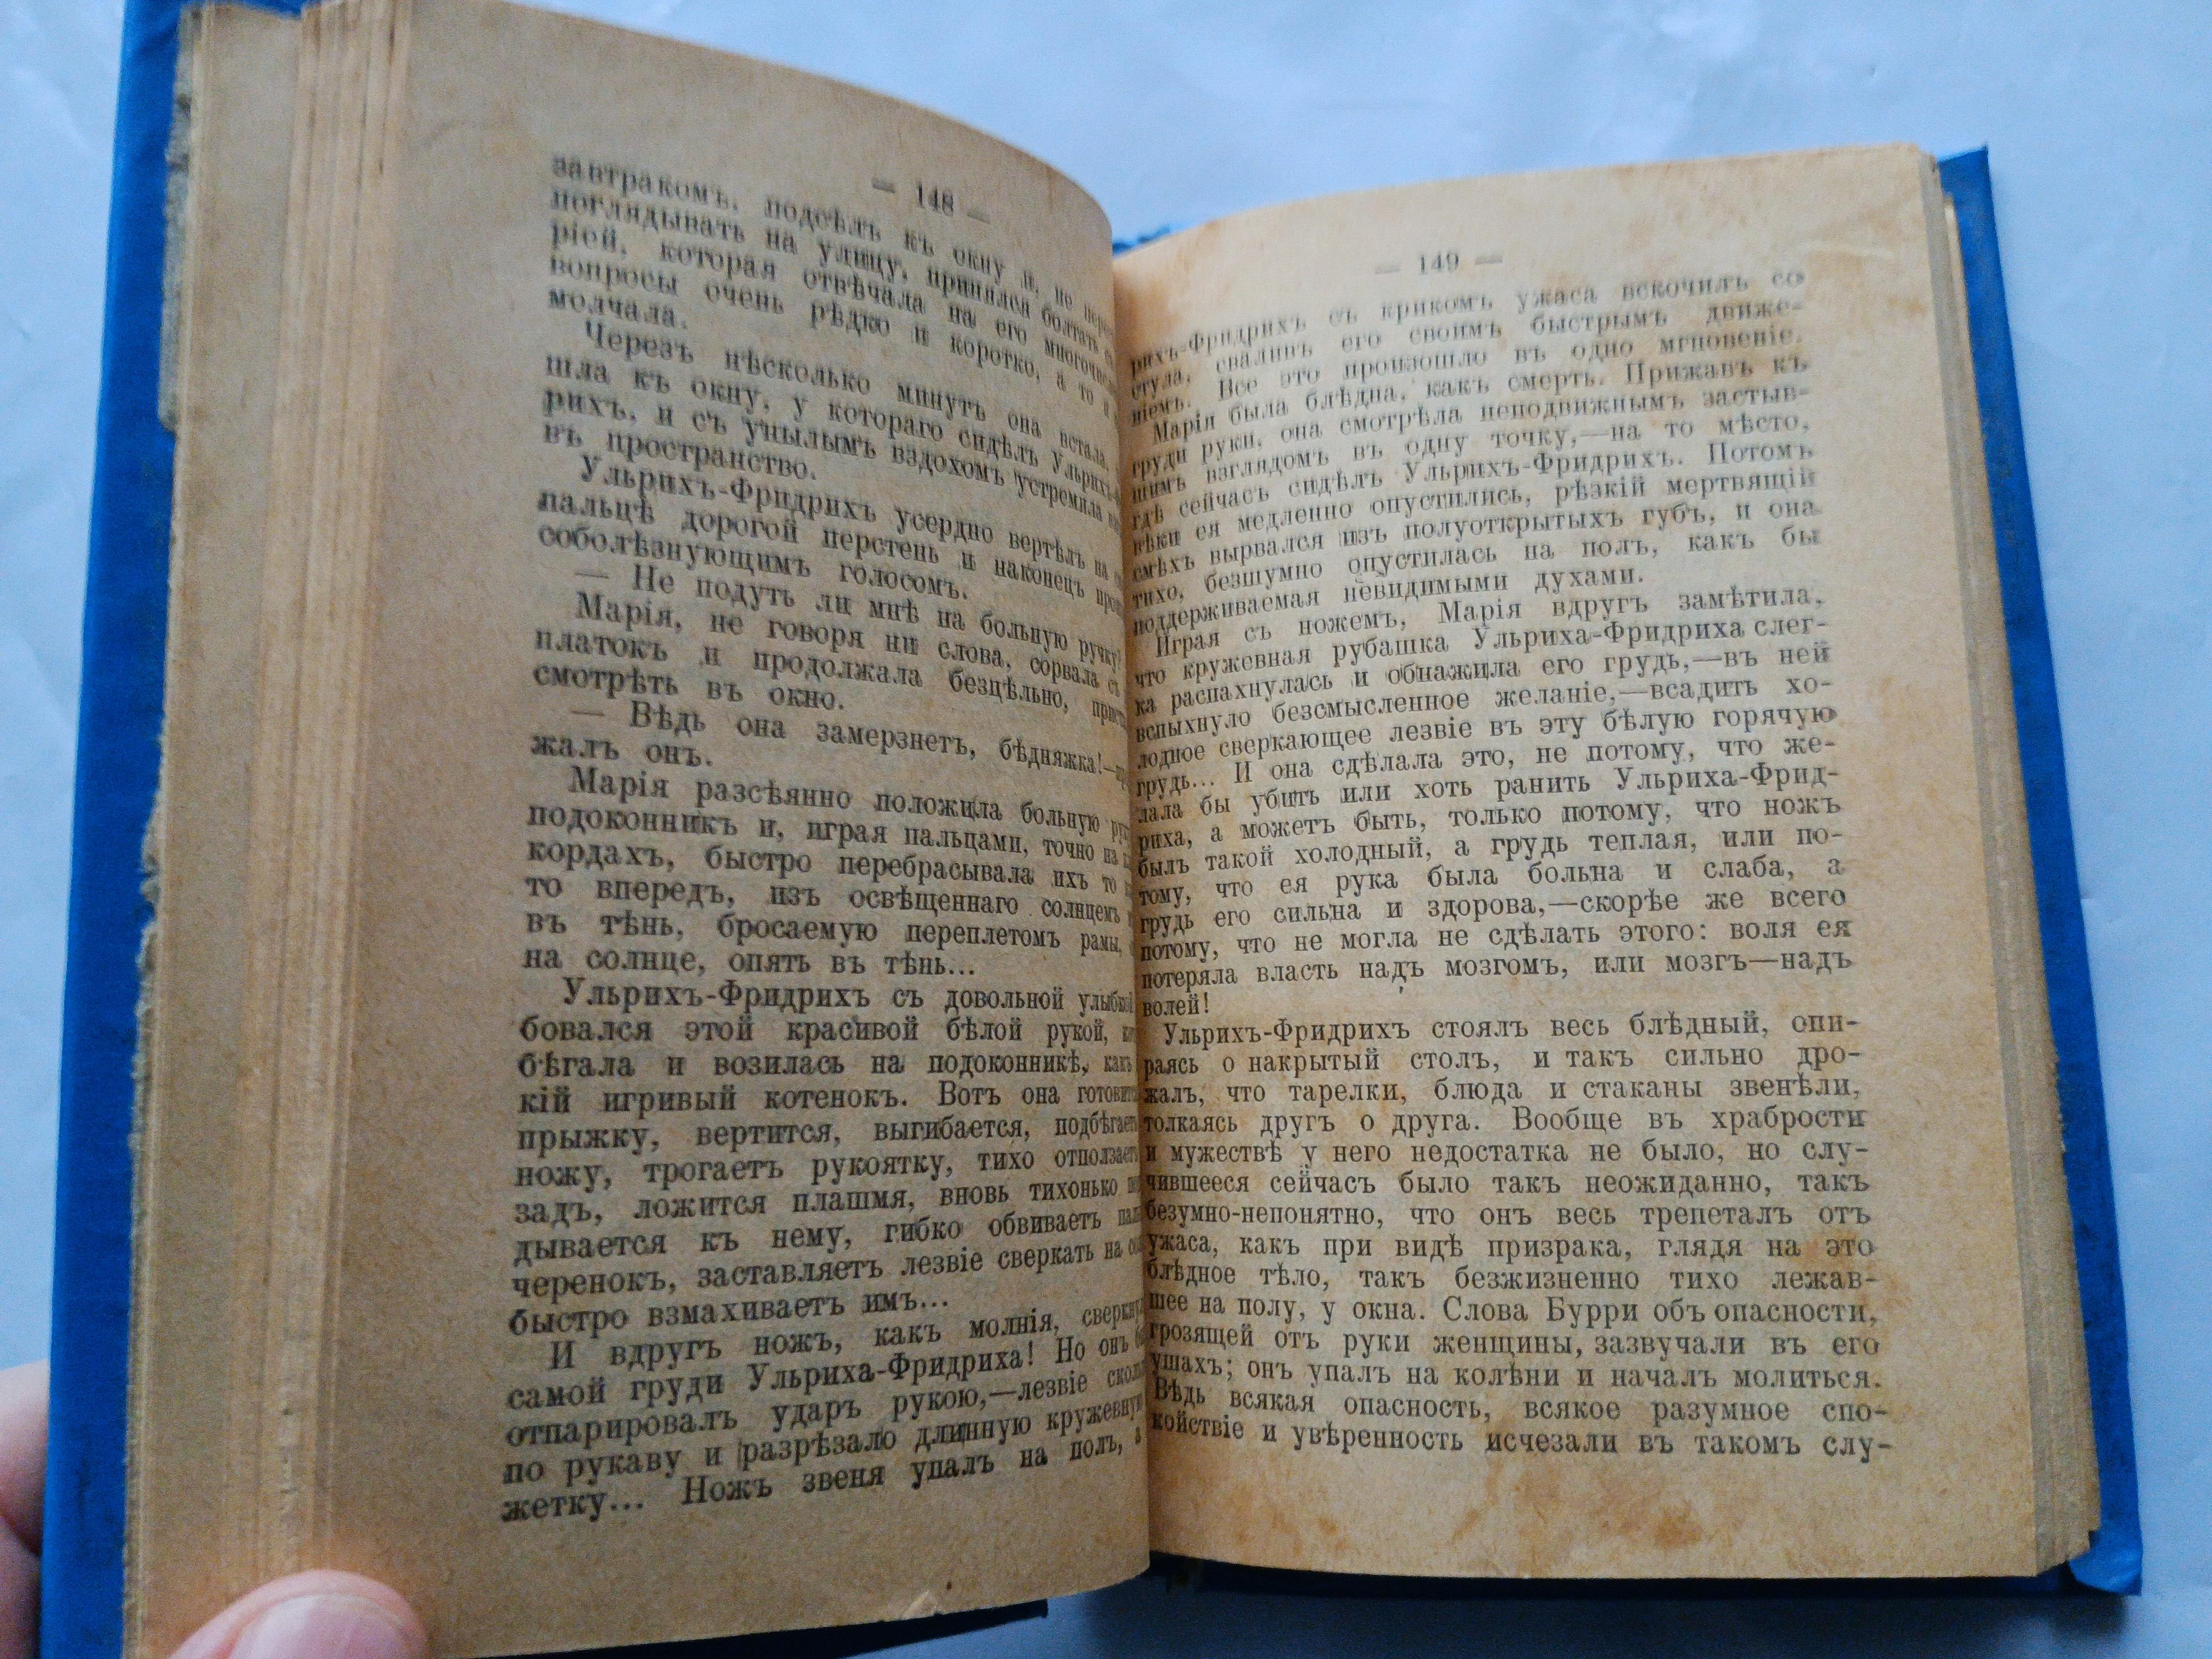 — 148 —
завтракомъ, подсѣлъ къ окну и, не
поглядывать на улицу, принялся болтать съ
ріей, которая отвѣчала на его
вопросы очень рѣдко и коротко, а то и
молчала.
Черезъ нѣсколько минутъ она встала,
шла къ окну, у котораго сидѣлъ Ульрихъ-
рихъ, и съ унылымъ вздохомъ устремила
въ пространство.
Ульрихъ-Фридрихъ усердно вертѣлъ на
пальцѣ дорогой перстень и наконецъ
соболѣзнующимъ голосомъ.
— Не подуть ли мнѣ на больную ручку!
Марія, не говоря ни слова, сорвала съ
платокъ и продолжала безцѣльно,
смотрѣть въ окно.
— Вѣдь она замерзнетъ, бѣдняжка!—
жалъ онъ.
Марія разсѣянно положила больную
подоконникъ и, играя пальцами, точно на
кордахъ, быстро перебрасывала ихъ то
то впередъ, изъ освѣщеннаго солнцемъ
въ тѣнь, бросаемую переплетомъ рамы,
на солнце, опять въ тѣнь...
Ульрихъ-Фридрихъ съ довольной
бовался этой красивой бѣлой рукой,
бѣгала и возилась на подоконникѣ, какъ
кій игривый котенокъ. Вотъ она
прыжку, вертится, выгибается, подбѣгаетъ
ножу, трогаетъ рукоятку, тихо отползаетъ
задъ, ложится плашмя, вновь тихонько
дывается къ нему, гибко обвиваетъ
черенокъ, заставляетъ лезвіе сверкать на
быстро взмахиваетъ имъ...
И вдругъ ножъ, какъ молнія,
самой груди Ульриха-Фридриха! Но онъ
отпарировалъ ударъ рукою,—лезвіе
по рукаву и разрѣзало длинную
жетку... Ножъ звеня упалъ на полъ, а
— 149 —
рихъ-Фридрихъ съ крикомъ ужаса вскочилъ со
стула, сваливъ его своимъ быстрымъ движе-
ніемъ. Все это произошло въ одно мгновеніе.
Марія была блѣдна, какъ смерть. Прижавъ къ
груди руки, она смотрѣла неподвижнымъ застыв-
шимъ взглядомъ въ одну точку,—на то мѣсто,
гдѣ сейчасъ сидѣлъ Ульрихъ-Фридрихъ. Потомъ
вѣки ея медленно опустились, рѣзкій мертвящій
смѣхъ вырвался изъ полуоткрытыхъ губъ, и она
тихо, безшумно опустилась на полъ, какъ бы
поддерживаемая невидимыми духами.
Играя съ ножемъ, Марія вдругъ замѣтила,
что кружевная рубашка Ульриха-Фридриха слег-
ка распахнулась и обнажила его грудь,—въ ней
вспыхнуло безсмысленное желаніе,—всадить хо-
лодное сверкающее лезвіе въ эту бѣлую горячую
грудь... И она сдѣлала это, не потому, что же-
лала бы убить или хоть ранить Ульриха-Фрид-
риха, а можетъ быть, только потому, что ножъ
былъ такой холодный, а грудь теплая, или по-
тому, что ея рука была больна и слаба, а
грудь его сильна и здорова,—скорѣе же всего
потому, что не могла не сдѣлать этого: воля ея
потеряла власть надъ мозгомъ, или мозгъ—надъ
волей!
Ульрихъ-Фридрихъ стоялъ весь блѣдный, опи-
раясь о накрытый столъ, и такъ сильно дро-
жалъ, что тарелки, блюда и стаканы звенѣли,
толкаясь другъ о друга. Вообще въ храбрости
и мужествѣ у него недостатка не было, но слу-
чившееся сейчасъ было такъ неожиданно, такъ
безумно-непонятно, что онъ весь трепеталъ отъ
ужаса, какъ при видѣ призрака, глядя на это
блѣдное тѣло, такъ безжизненно тихо лежав-
шее на полу, у окна. Слова Бурри объ опасности,
грозящей отъ руки женщины, зазвучали въ его
ушахъ; онъ упалъ на колѣни и началъ молиться.
Вѣдь всякая опасность, всякое разумное спо-
койствіе и увѣренность исчезали въ такомъ слу-